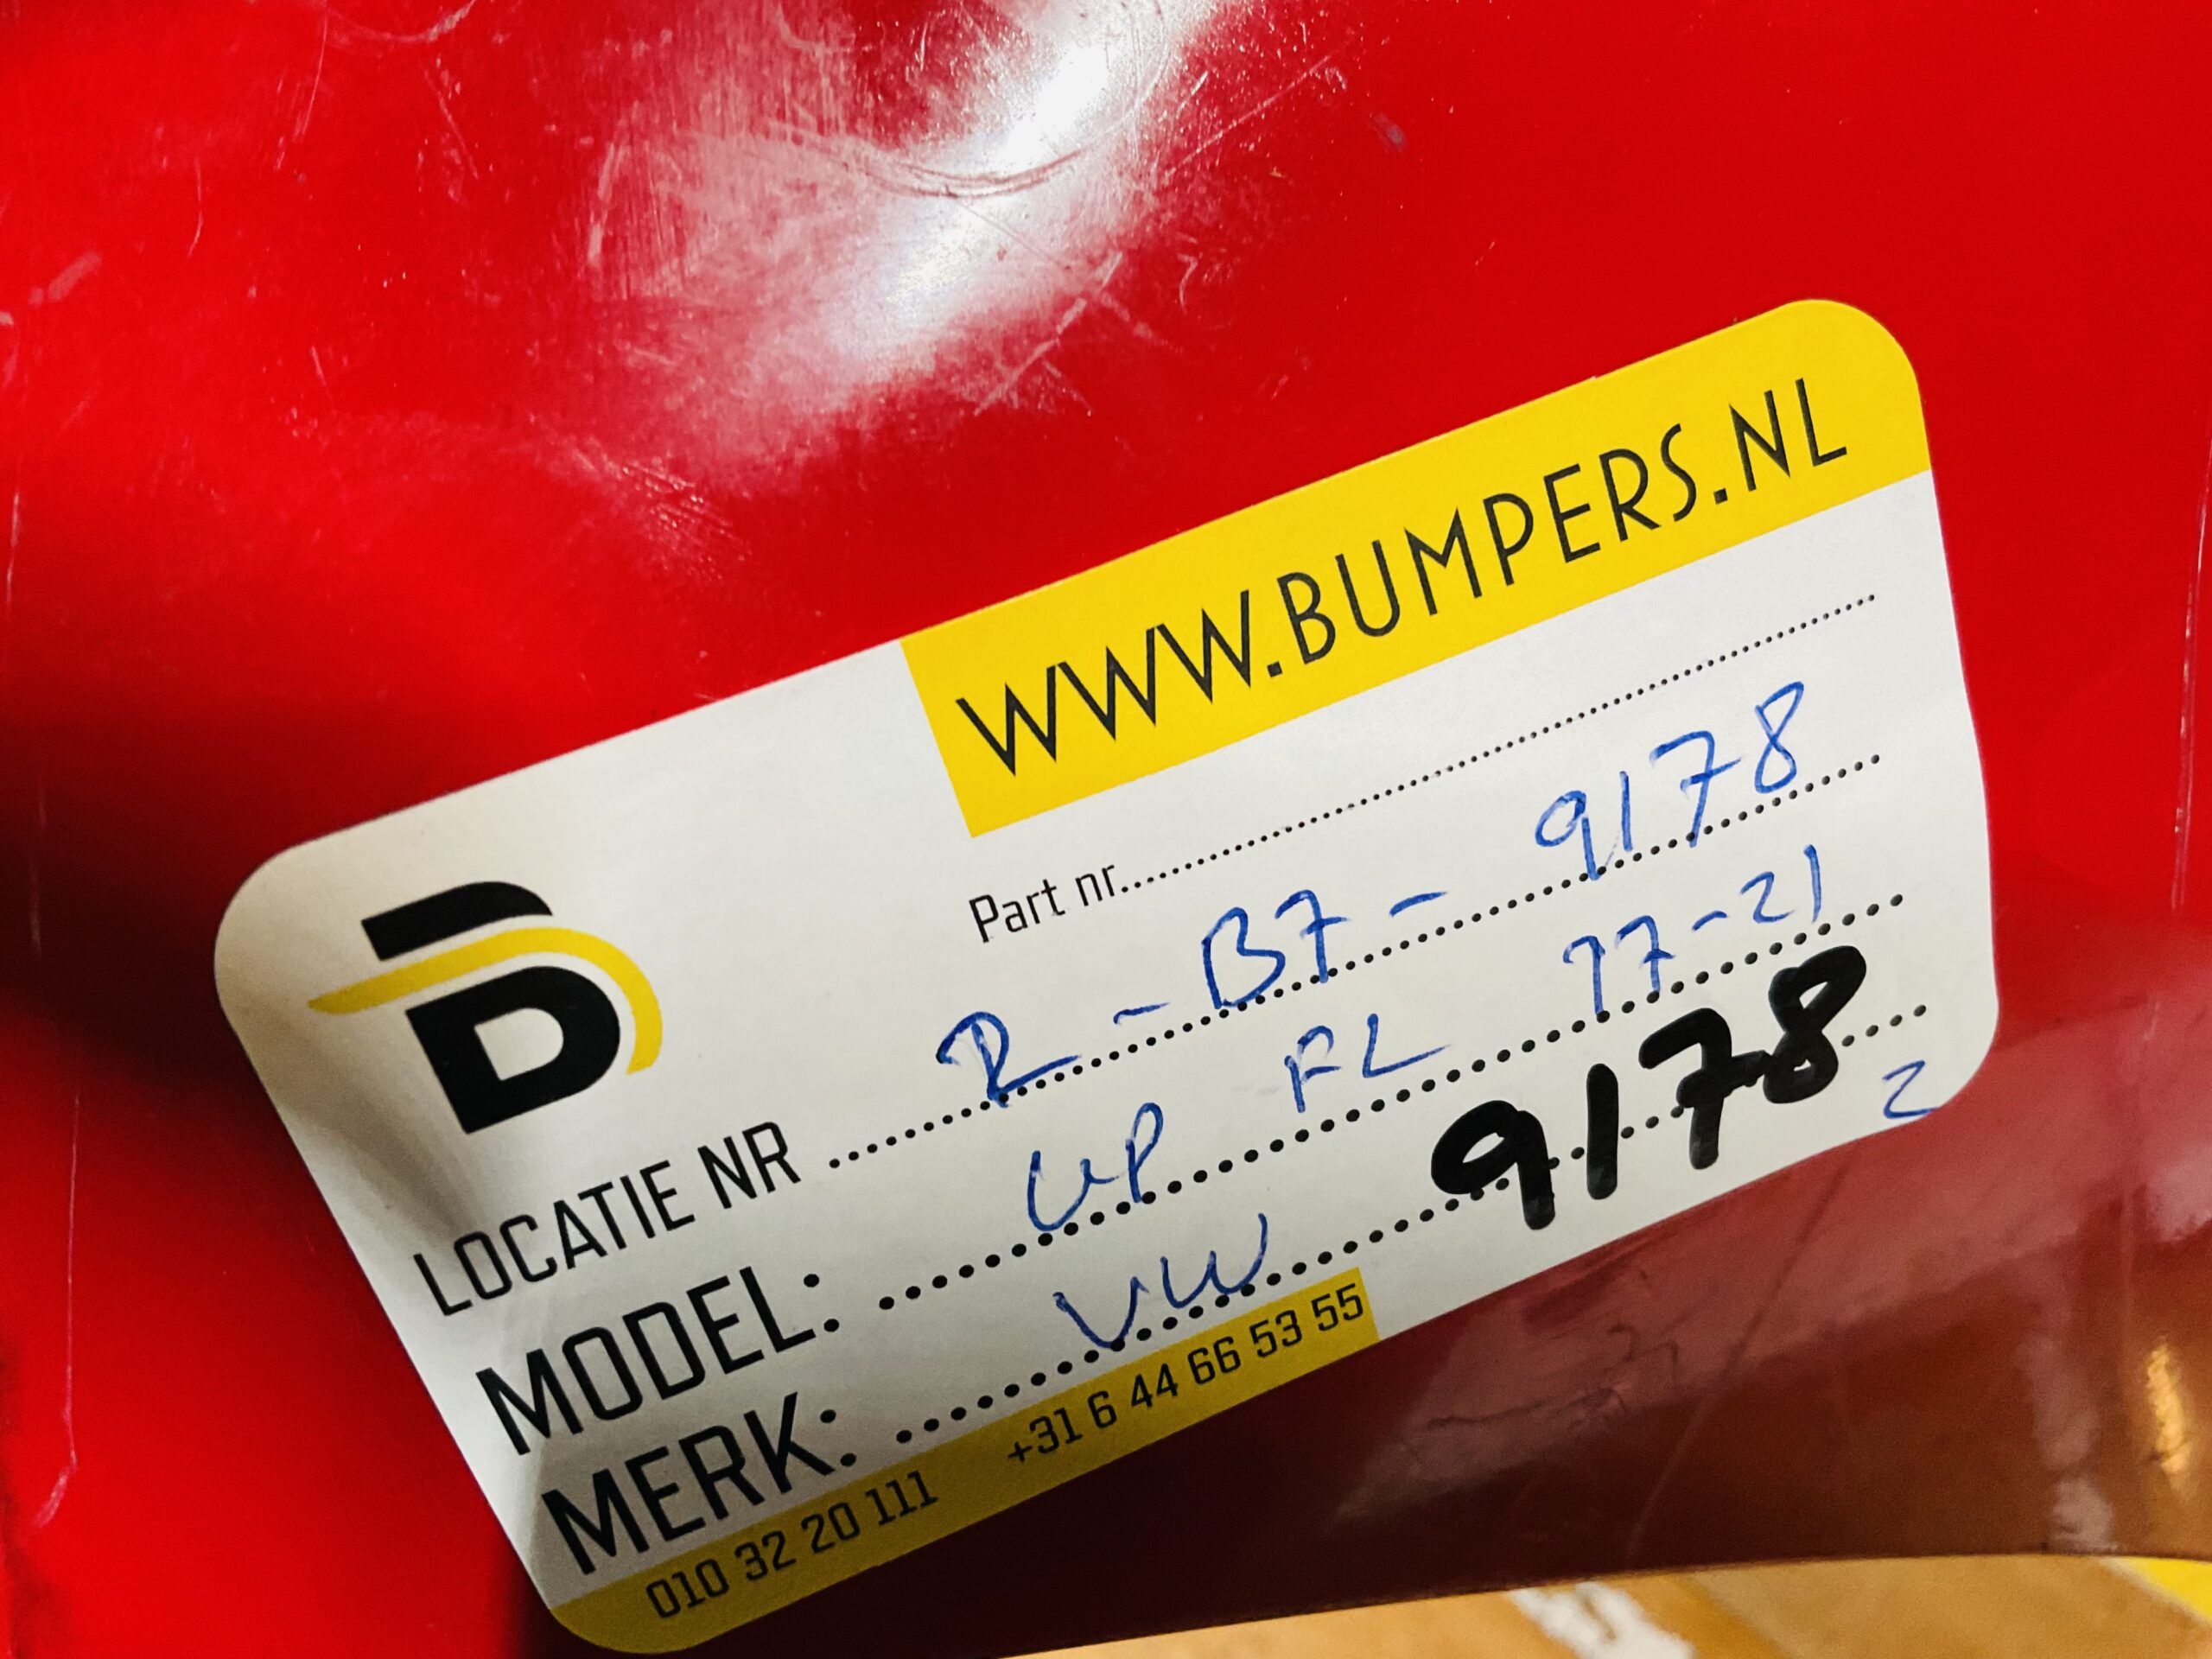 WWW.BUMPERS.NL
Part nr.
LOCATIE NR R - B7 - 9178
MODEL: UP FL 17-21
MERK: VW 9178 2
010 32 20 111 +31 6 44 66 53 55